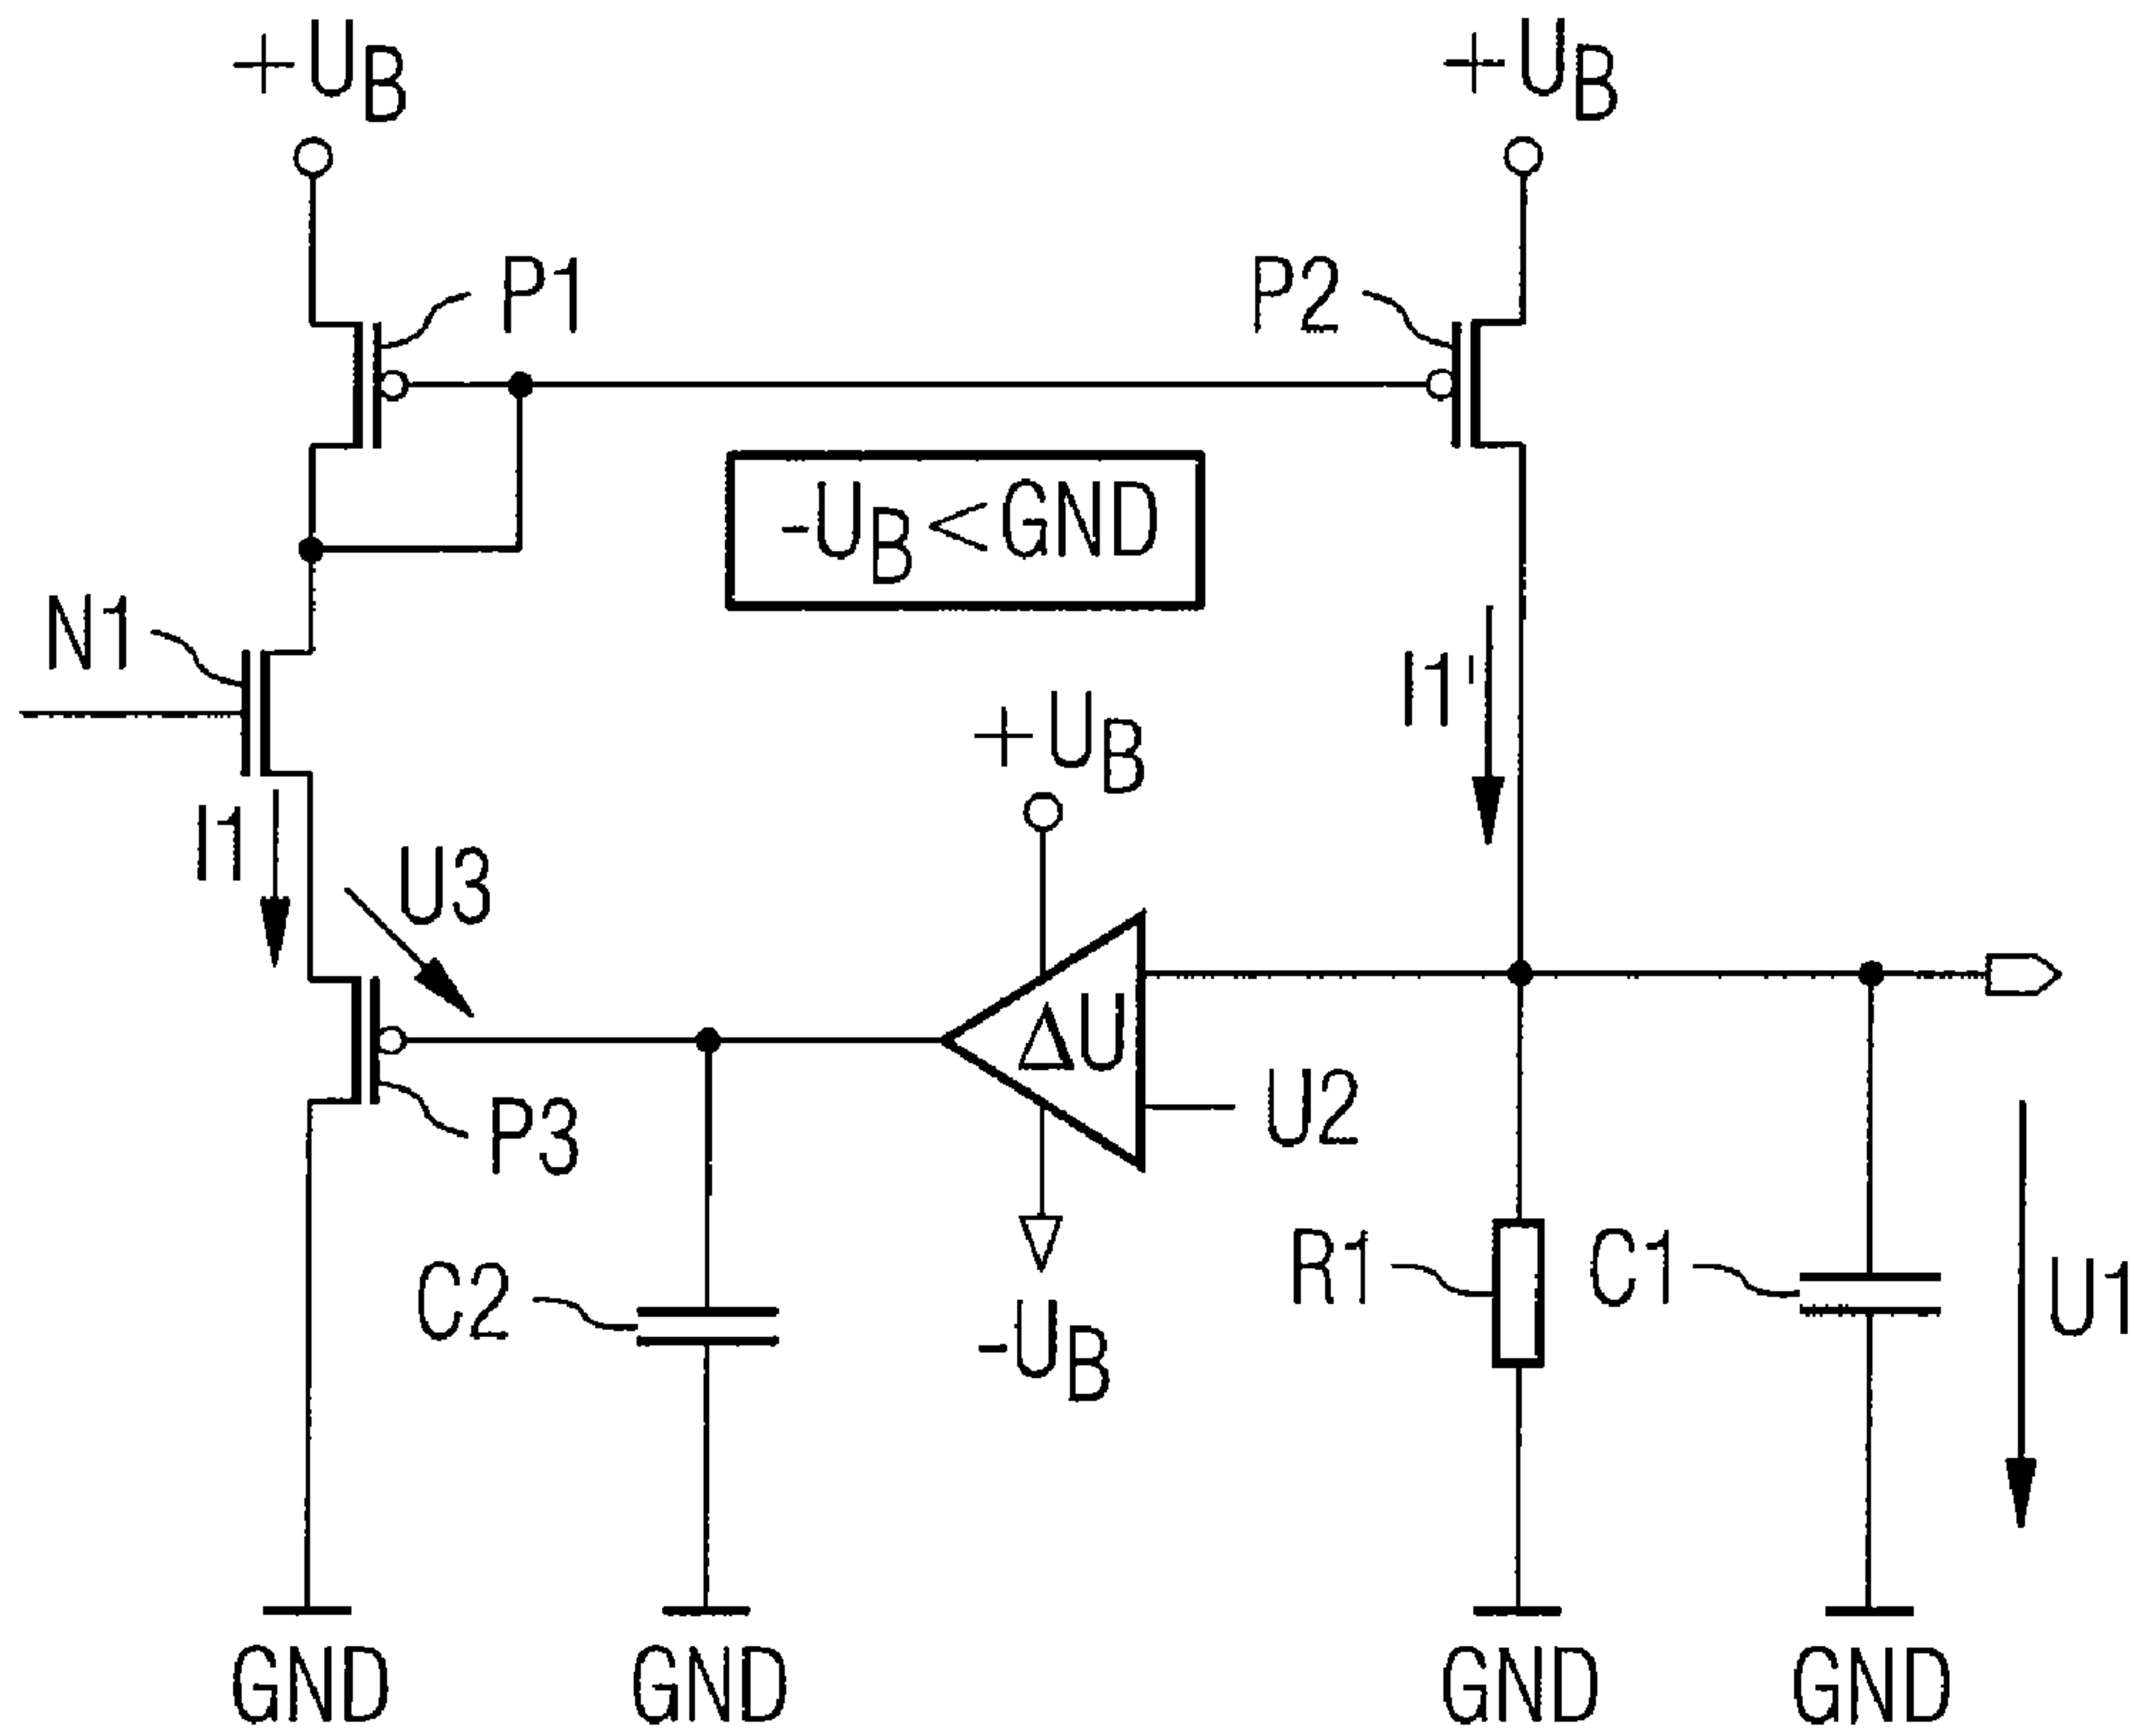 +UB
+UB
P1
P2
-UB<GND
N1
I1'
+UB
I1
U3
ΔU
U2
P3
R1
C1
C2
U1
-UB
GND
GND
GND
GND